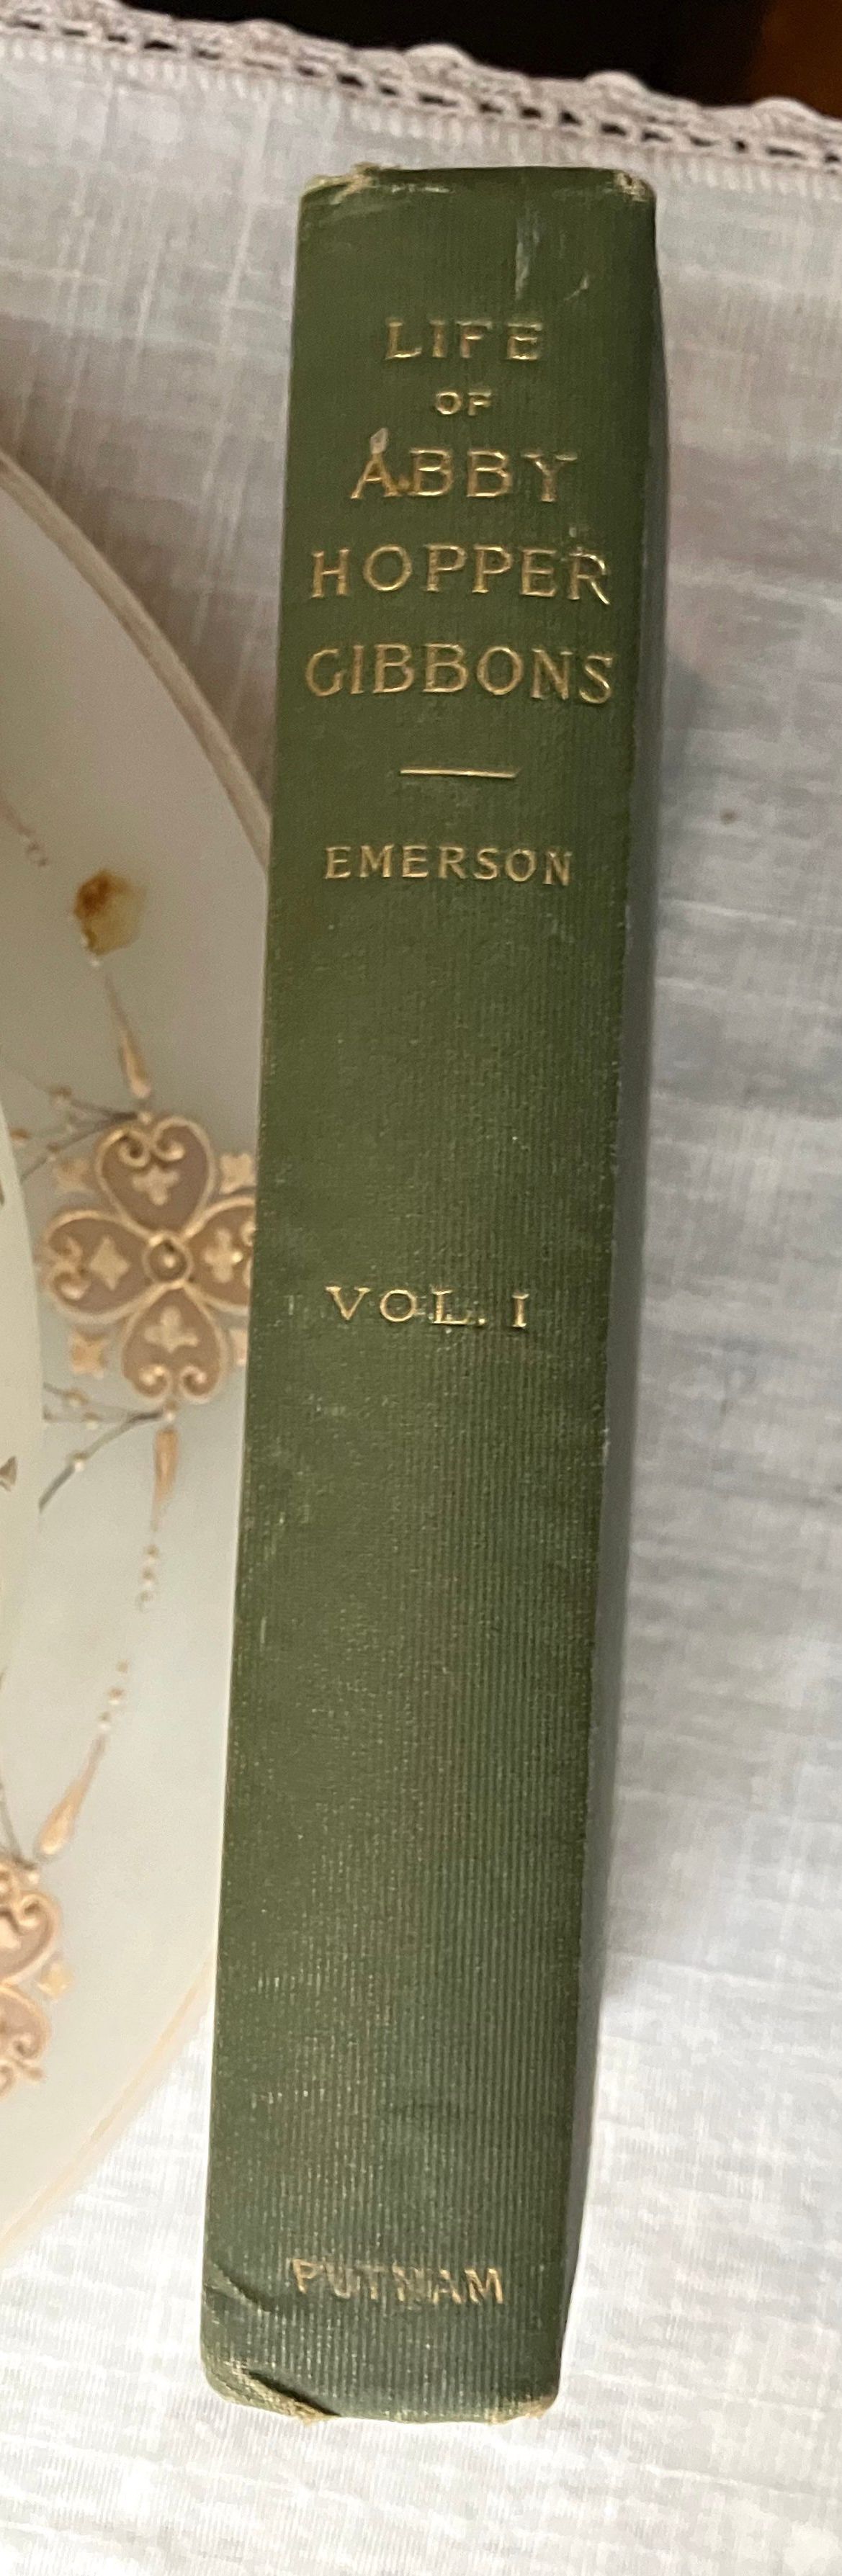 LIFE
OF
ABBY
HOPPER
GIBBONS
EMERSON
VOL. I
PUTNAM